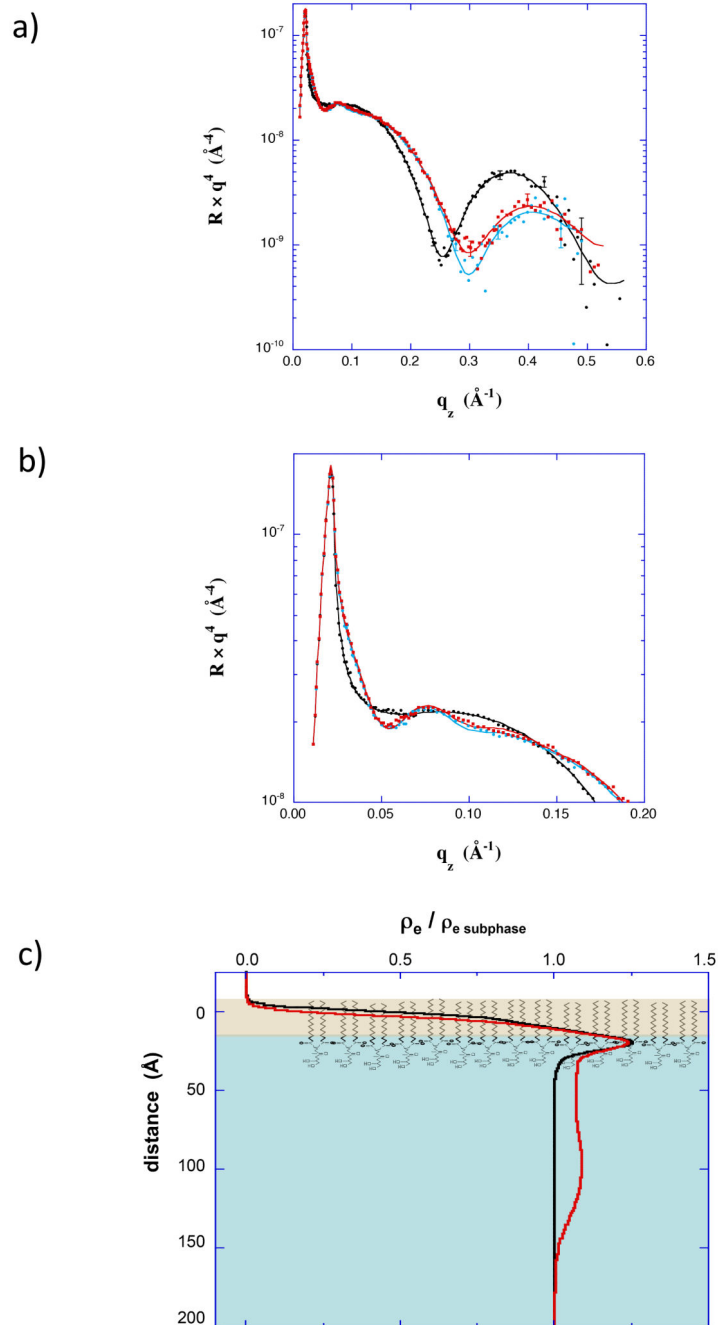 a)
10⁻⁷
10⁻⁸
10⁻⁹
10⁻¹⁰
R × q⁴ (Å⁻⁴)
0.0 0.1 0.2 0.3 0.4 0.5 0.6
q_z (Å⁻¹)
b)
10⁻⁷
10⁻⁸
R × q⁴ (Å⁻⁴)
0.00 0.05 0.10 0.15 0.20
q_z (Å⁻¹)
c)
ρ_e / ρ_e subphase
0.0 0.5 1.0 1.5
0
50
100
150
200
distance (Å)